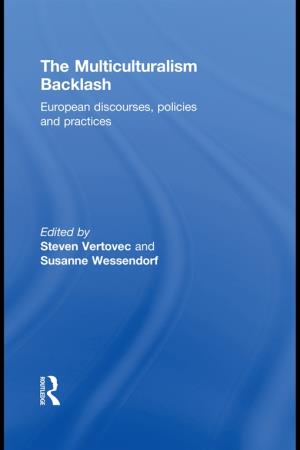 The Multiculturalism
Backlash
European discourses, policies
and practices
Edited by
Steven Vertovec and
Susanne Wessendorf
ROUTLEDGE